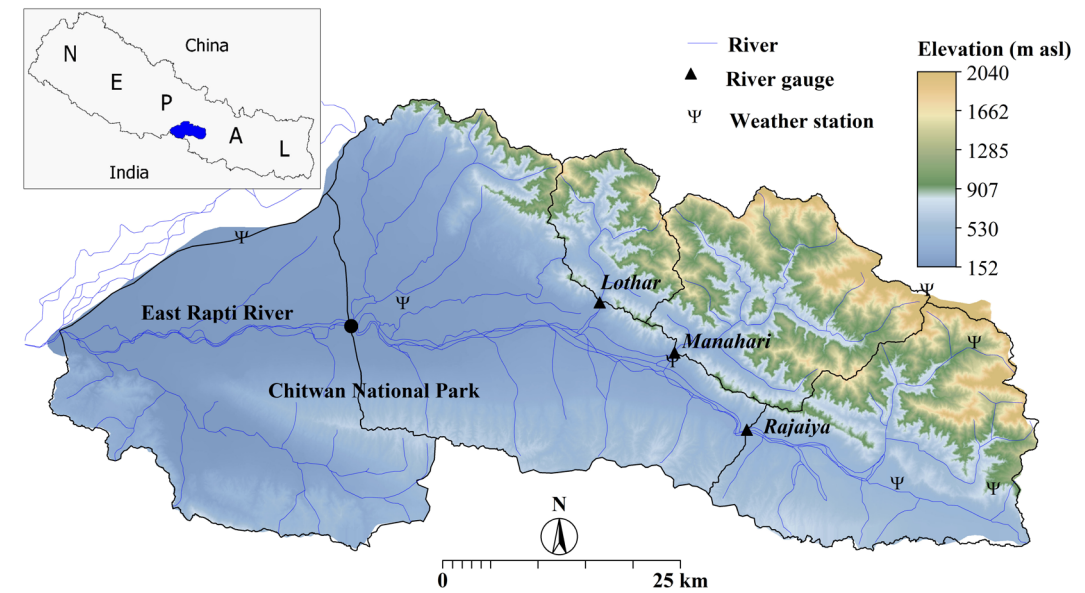 China
N
E
P
A
L
India
River
River gauge
Ψ Weather station
Elevation (m asl)
2040
1662
1285
907
530
152
Ψ
Ψ
Lothar
Ψ
East Rapti River
Manahari
Ψ
Ψ
Chitwan National Park
Rajaiya
Ψ
Ψ
N
0 25 km